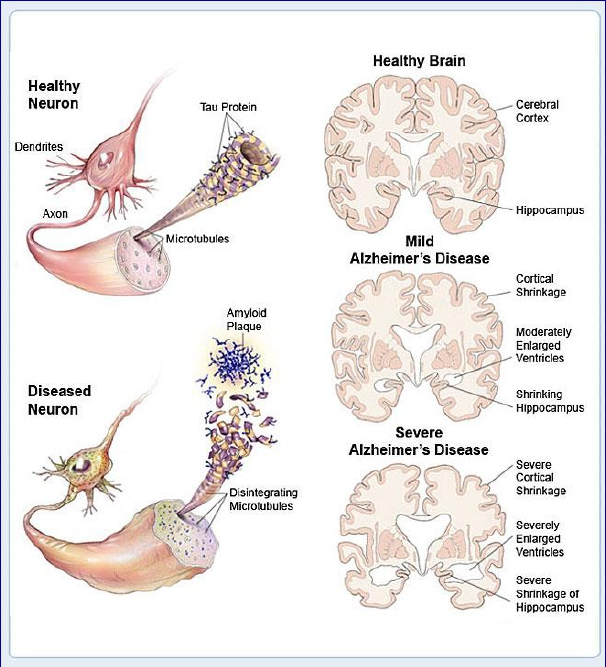 Healthy
Neuron
Tau Protein
Dendrites
Axon
Microtubules
Amyloid
Plaque
Diseased
Neuron
Disintegrating
Microtubules
Healthy Brain
Cerebral
Cortex
Hippocampus
Mild
Alzheimer's Disease
Cortical
Shrinkage
Moderately
Enlarged
Ventricles
Shrinking
Hippocampus
Severe
Alzheimer's Disease
Severe
Cortical
Shrinkage
Severely
Enlarged
Ventricles
Severe
Shrinkage of
Hippocampus